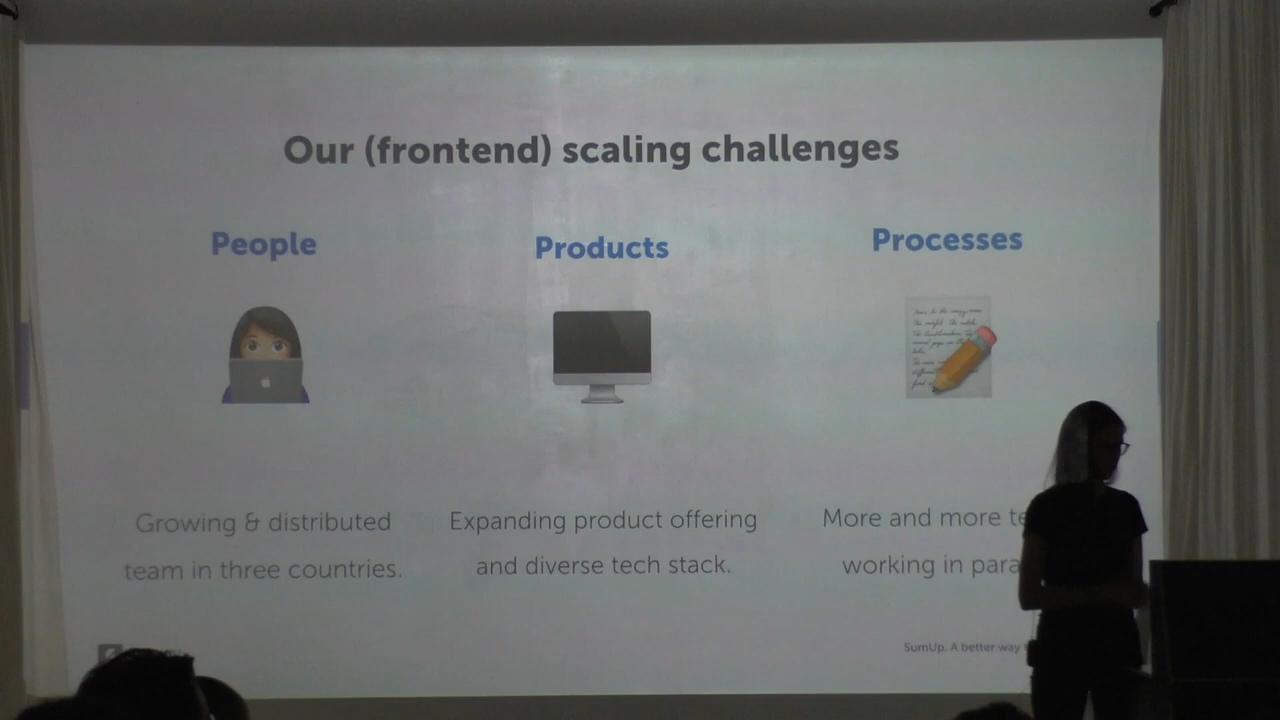 Our (frontend) scaling challenges
People
Products
Processes
Growing & distributed
team in three countries.
Expanding product offering
and diverse tech stack.
More and more
working in
SumUp. A better way